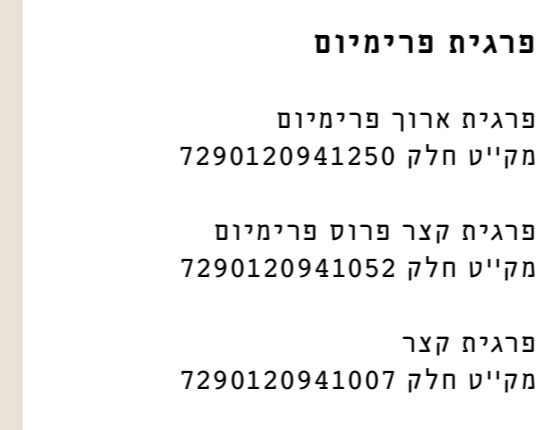 פרגית פרימיום
פרגית ארוך פרימיום
מק''ט חלק 7290120941250
פרגית קצר פרוס פרימיום
מק''ט חלק 7290120941052
פרגית קצר
מק''ט חלק 7290120941007